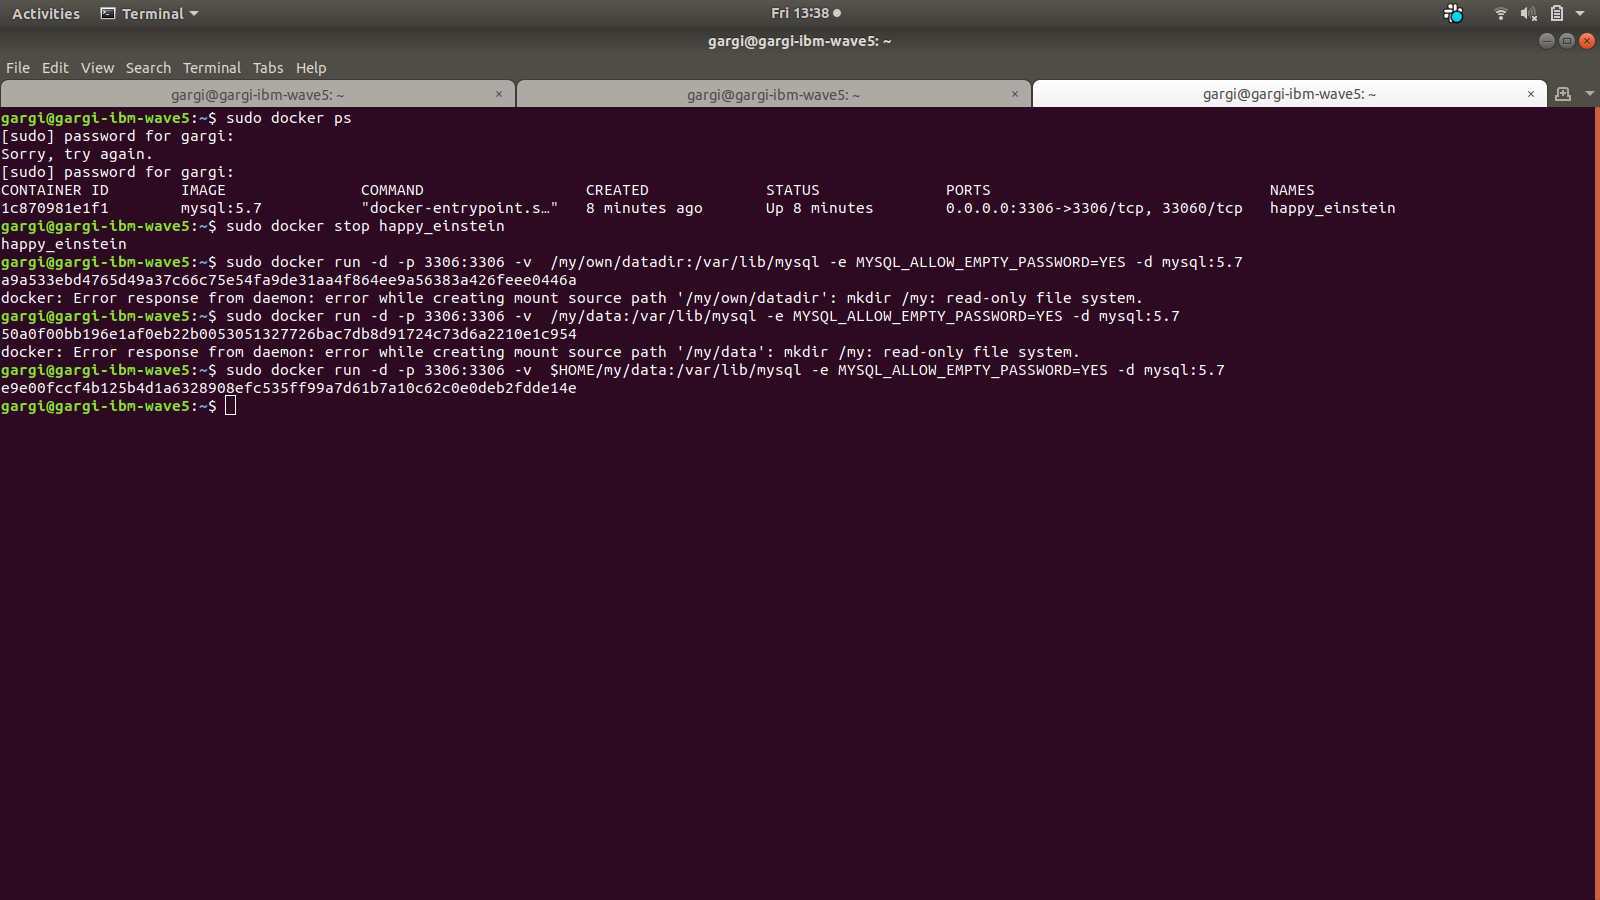 Activities Terminal Fri 13:38
gargi@gargi-ibm-wave5: ~
File Edit View Search Terminal Tabs Help
gargi@gargi-ibm-wave5: ~ × gargi@gargi-ibm-wave5: ~ × gargi@gargi-ibm-wave5: ~ ×
gargi@gargi-ibm-wave5:~$ sudo docker ps
[sudo] password for gargi:
Sorry, try again.
[sudo] password for gargi:
CONTAINER ID        IMAGE               COMMAND                  CREATED             STATUS              PORTS                               NAMES
1c870981e1f1        mysql:5.7           "docker-entrypoint.s…"   8 minutes ago       Up 8 minutes        0.0.0.0:3306->3306/tcp, 33060/tcp   happy_einstein
gargi@gargi-ibm-wave5:~$ sudo docker stop happy_einstein
happy_einstein
gargi@gargi-ibm-wave5:~$ sudo docker run -d -p 3306:3306 -v  /my/own/datadir:/var/lib/mysql -e MYSQL_ALLOW_EMPTY_PASSWORD=YES -d mysql:5.7
a9a533ebd4765d49a37c66c75e54fa9de31aa4f864ee9a56383a426feee0446a
docker: Error response from daemon: error while creating mount source path '/my/own/datadir': mkdir /my: read-only file system.
gargi@gargi-ibm-wave5:~$ sudo docker run -d -p 3306:3306 -v  /my/data:/var/lib/mysql -e MYSQL_ALLOW_EMPTY_PASSWORD=YES -d mysql:5.7
50a0f00bb196e1af0eb22b0053051327726bac7db8d91724c73d6a2210e1c954
docker: Error response from daemon: error while creating mount source path '/my/data': mkdir /my: read-only file system.
gargi@gargi-ibm-wave5:~$ sudo docker run -d -p 3306:3306 -v  $HOME/my/data:/var/lib/mysql -e MYSQL_ALLOW_EMPTY_PASSWORD=YES -d mysql:5.7
e9e00fccf4b125b4d1a6328908efc535ff99a7d61b7a10c62c0e0deb2fdde14e
gargi@gargi-ibm-wave5:~$